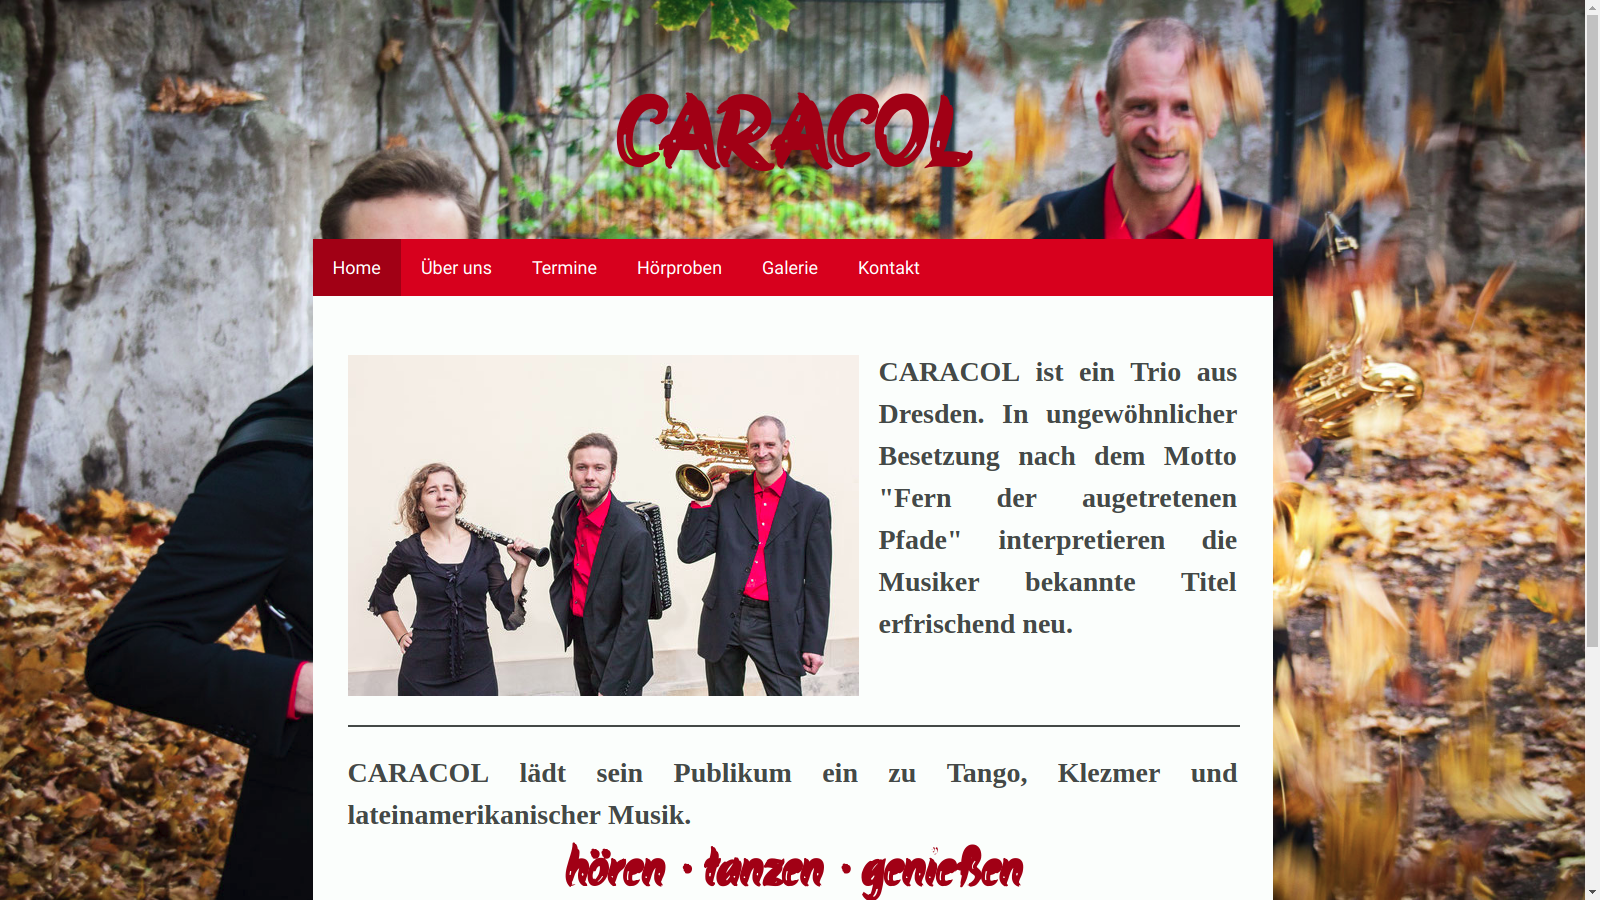 CARACOL
Home
Über uns
Termine
Hörproben
Galerie
Kontakt
CARACOL ist ein Trio aus
Dresden. In ungewöhnlicher
Besetzung nach dem Motto
"Fern der augetretenen
Pfade" interpretieren die
Musiker bekannte Titel
erfrischend neu.
CARACOL lädt sein Publikum ein zu Tango, Klezmer und
lateinamerikanischer Musik.
hören • tanzen • genießen